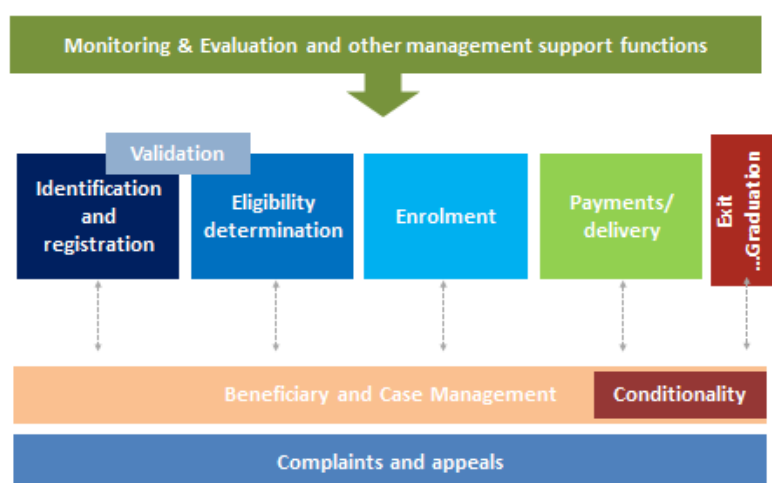 Monitoring & Evaluation and other management support functions
Validation
Identification
and
registration
Eligibility
determination
Enrolment
Payments/
delivery
Exit
...Graduation
Beneficiary and Case Management
Conditionality
Complaints and appeals